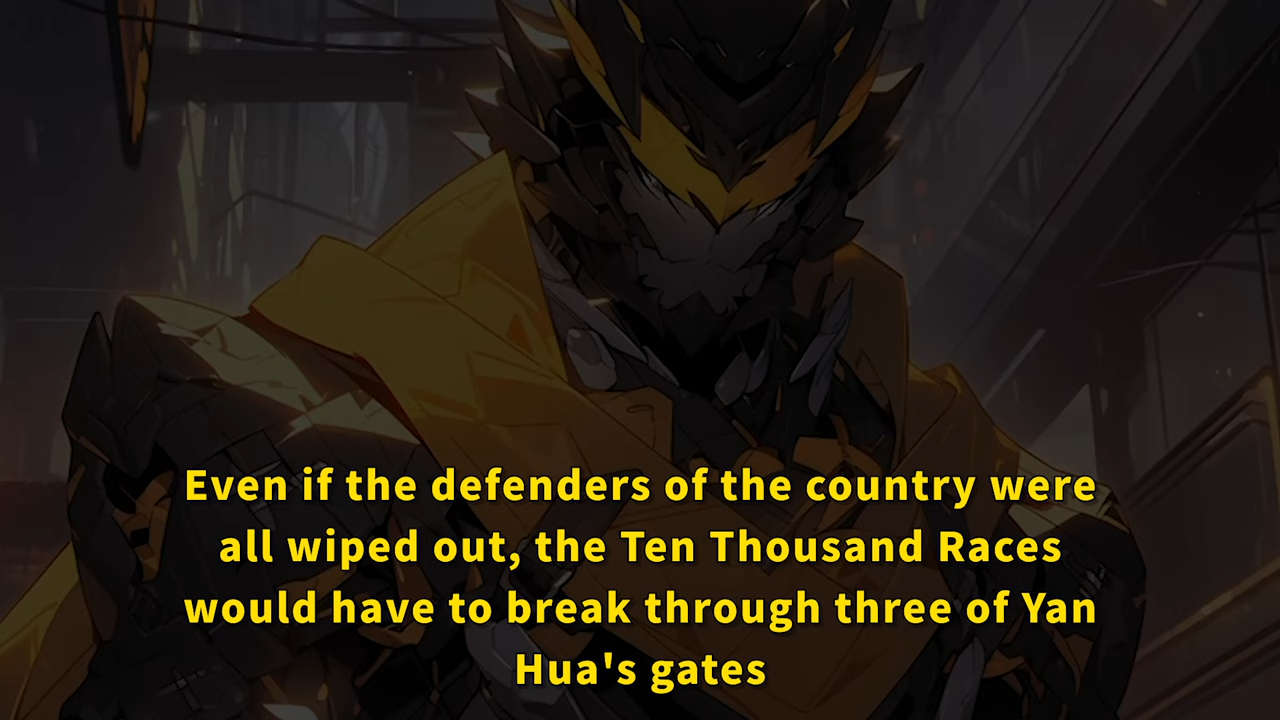 Even if the defenders of the country were
all wiped out, the Ten Thousand Races
would have to break through three of Yan
Hua's gates